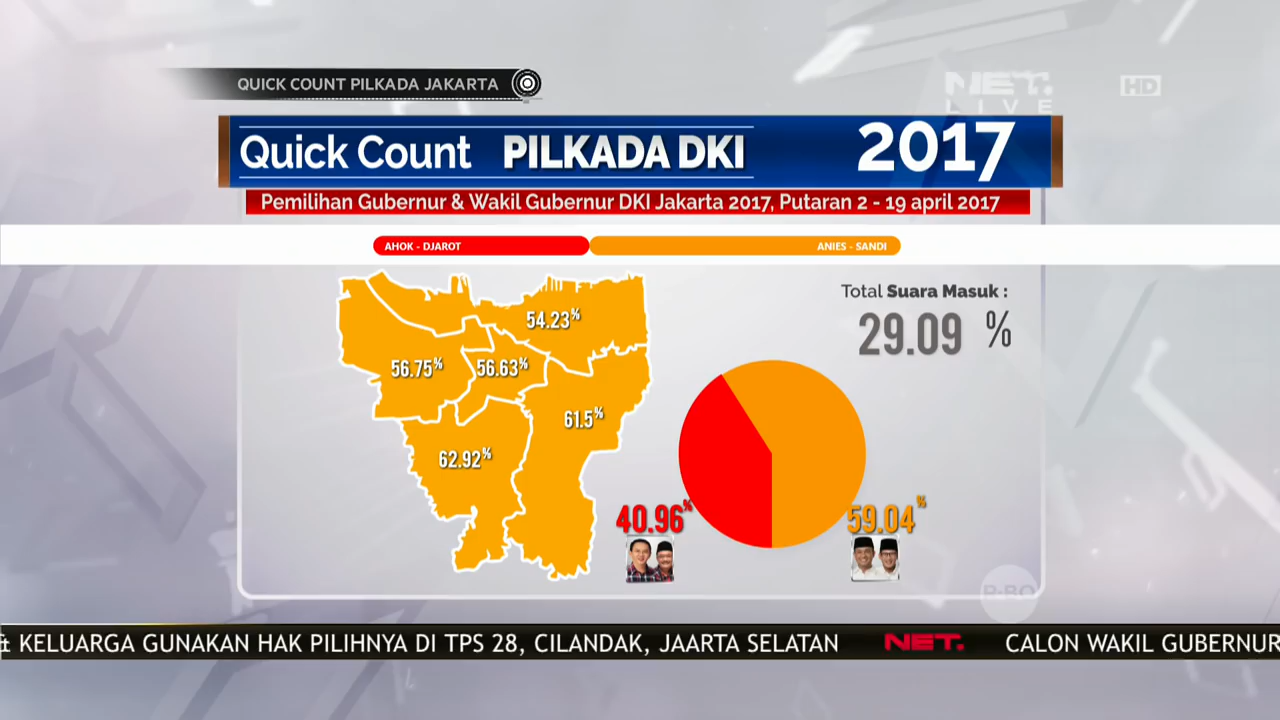 QUICK COUNT PILKADA JAKARTA
NET.
LIVE
HD
Quick Count PILKADA DKI 2017
Pemilihan Gubernur & Wakil Gubernur DKI Jakarta 2017, Putaran 2 - 19 april 2017
AHOK - DJAROT
ANIES - SANDI
Total Suara Masuk :
29.09 %
54.23%
56.75%
56.63%
61.5%
62.92%
40.96%
59.04%
R-BO
& KELUARGA GUNAKAN HAK PILIHNYA DI TPS 28, CILANDAK, JAARTA SELATAN NET. CALON WAKIL GUBERNUR